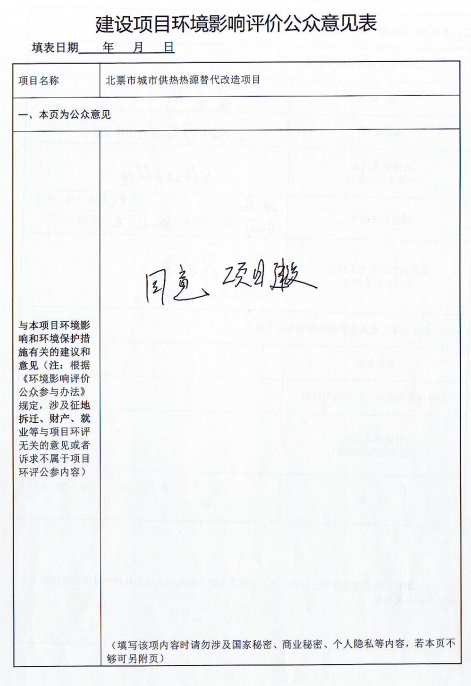 建设项目环境影响评价公众意见表
填表日期 年 月 日
项目名称 北票市城市供热热源替代改造项目
一、本页为公众意见
同意 项目建设
与本项目环境影
响和环境保护措
施有关的建议和
意见（注：根据
《环境影响评价
公众参与办法》
规定，涉及征地
拆迁、财产、就
业等与项目环评
无关的意见或者
诉求不属于项目
环评公参内容）
（填写该项内容时请勿涉及国家秘密、商业秘密、个人隐私等内容，若本页不
够可另附页）